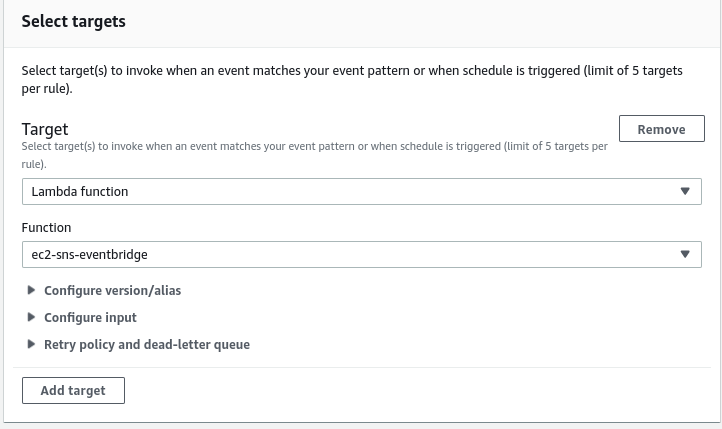 Select targets
Select target(s) to invoke when an event matches your event pattern or when schedule is triggered (limit of 5 targets
per rule).
Target
Remove
Select target(s) to invoke when an event matches your event pattern or when schedule is triggered (limit of 5 targets per
rule).
Lambda function
Function
ec2-sns-eventbridge
Configure version/alias
Configure input
Retry policy and dead-letter queue
Add target